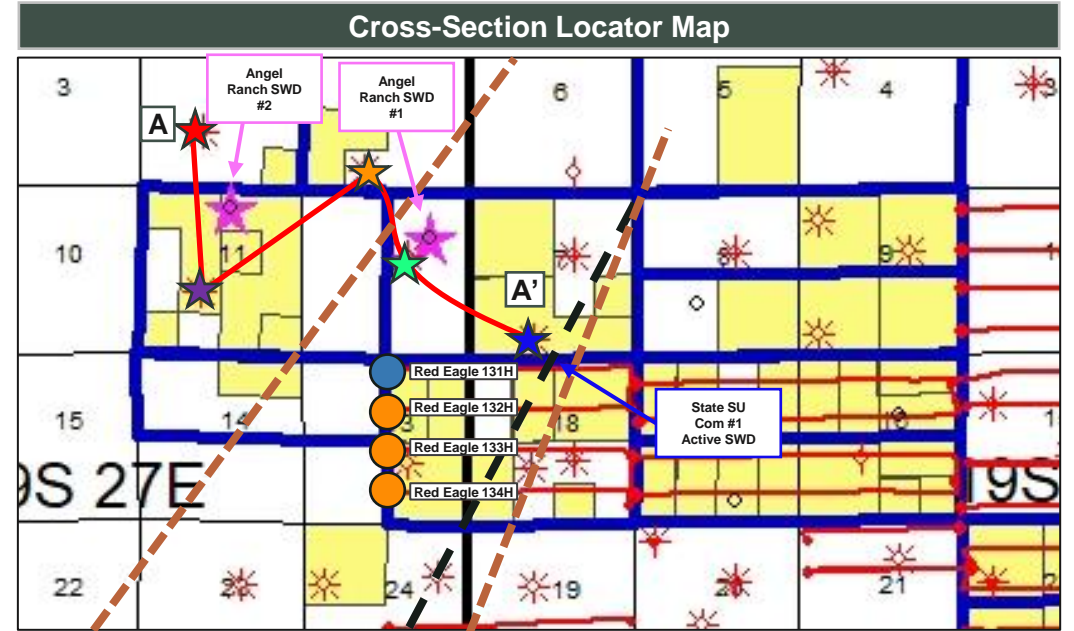 Cross-Section Locator Map
3
6
5
4
Angel
Ranch SWD
#2
Angel
Ranch SWD
#1
A
10
11
7
8
9
A'
15
14
18
Red Eagle 131H
Red Eagle 132H
Red Eagle 133H
Red Eagle 134H
State SU
Com #1
Active SWD
9S 27E
19S
22
24
19
20
21